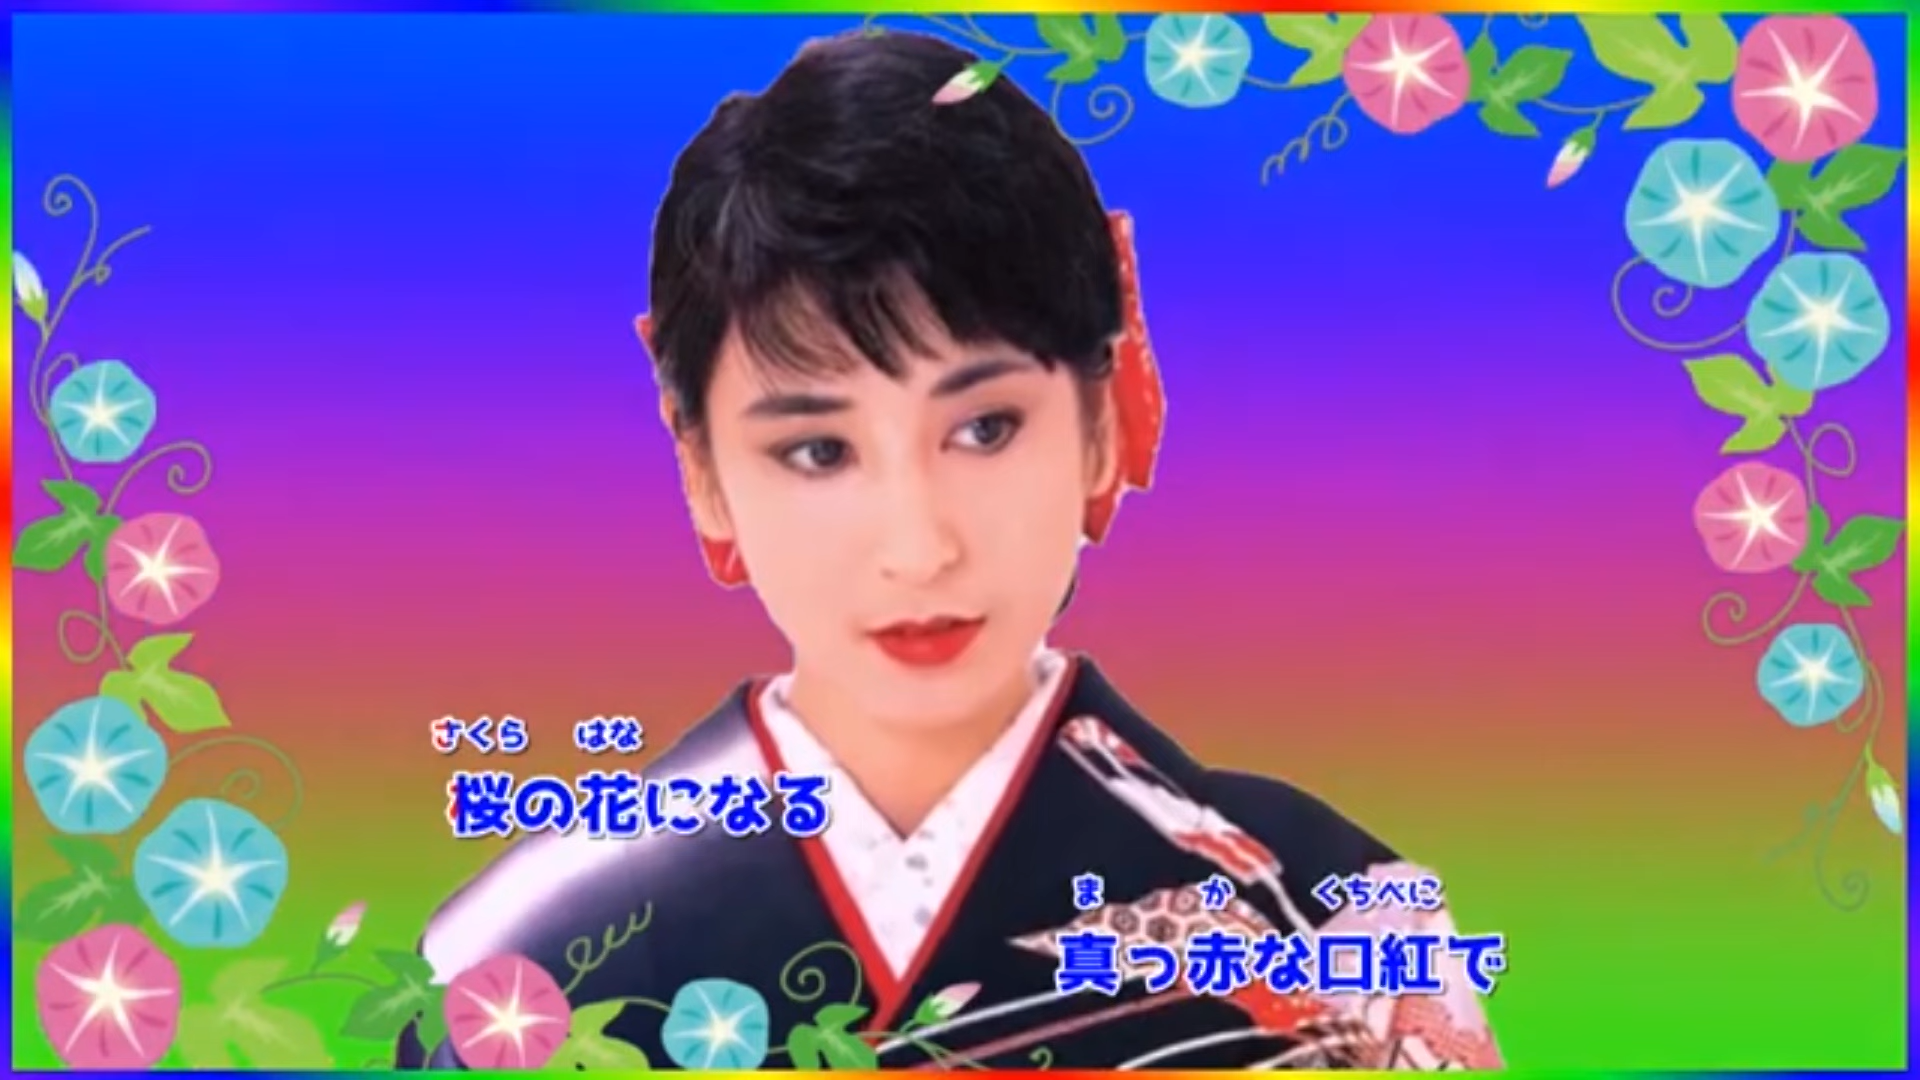 さくら はな
桜の花になる
ま か くちべに
真っ赤な口紅で